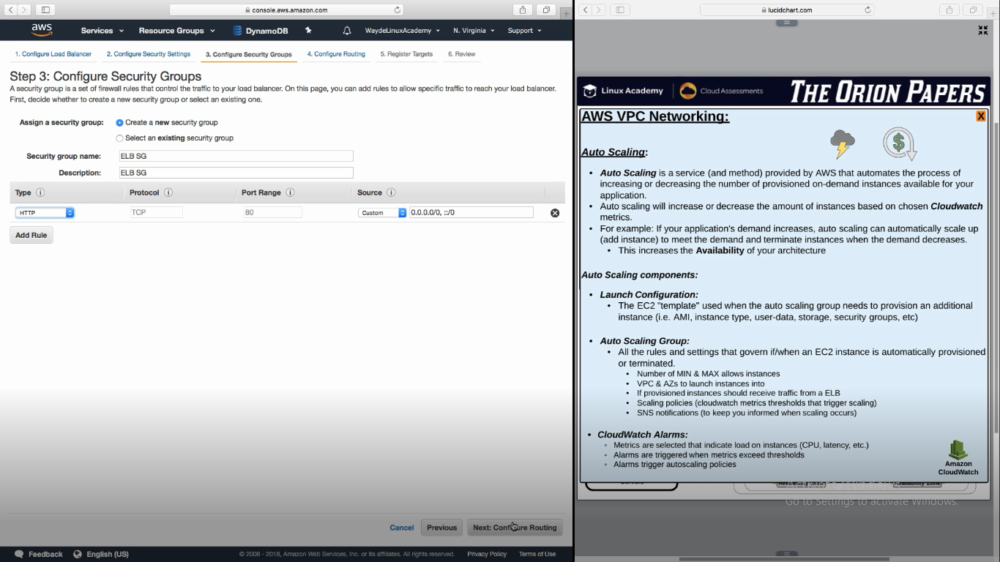 console.aws.amazon.com
aws
Services
Resource Groups
DynamoDB
WaydeLinuxAcademy
N. Virginia
Support
1. Configure Load Balancer
2. Configure Security Settings
3. Configure Security Groups
4. Configure Routing
5. Register Targets
6. Review
Step 3: Configure Security Groups
A security group is a set of firewall rules that control the traffic to your load balancer. On this page, you can add rules to allow specific traffic to reach your load balancer.
First, decide whether to create a new security group or select an existing one.
Assign a security group:
Create a new security group
Select an existing security group
Security group name:
ELB SG
Description:
ELB SG
Type
Protocol
Port Range
Source
HTTP
TCP
80
Custom
0.0.0.0/0, ::/0
Add Rule
Cancel
Previous
Next: Configure Routing
Feedback
English (US)
© 2008 - 2018, Amazon Web Services, Inc. or its affiliates. All rights reserved.
Privacy Policy
Terms of Use
lucidchart.com
Linux Academy
Cloud Assessments
THE ORION PAPERS
AWS VPC Networking:
X
Auto Scaling:
• Auto Scaling is a service (and method) provided by AWS that automates the process of
increasing or decreasing the number of provisioned on-demand instances available for your
application.
• Auto scaling will increase or decrease the amount of instances based on chosen Cloudwatch
metrics.
• For example: If your application's demand increases, auto scaling can automatically scale up
(add instance) to meet the demand and terminate instances when the demand decreases.
• This increases the Availability of your architecture
Auto Scaling components:
• Launch Configuration:
• The EC2 "template" used when the auto scaling group needs to provision an additional
instance (i.e. AMI, instance type, user-data, storage, security groups, etc)
• Auto Scaling Group:
• All the rules and settings that govern if/when an EC2 instance is automatically provisioned
or terminated.
• Number of MIN & MAX allows instances
• VPC & AZs to launch instances into
• If provisioned instances should receive traffic from a ELB
• Scaling policies (cloudwatch metrics thresholds that trigger scaling)
• SNS notifications (to keep you informed when scaling occurs)
• CloudWatch Alarms:
◦ Metrics are selected that indicate load on instances (CPU, latency, etc.)
◦ Alarms are triggered when metrics exceed thresholds
◦ Alarms trigger autoscaling policies
Amazon
CloudWatch
Go to Settings to activate Windows.